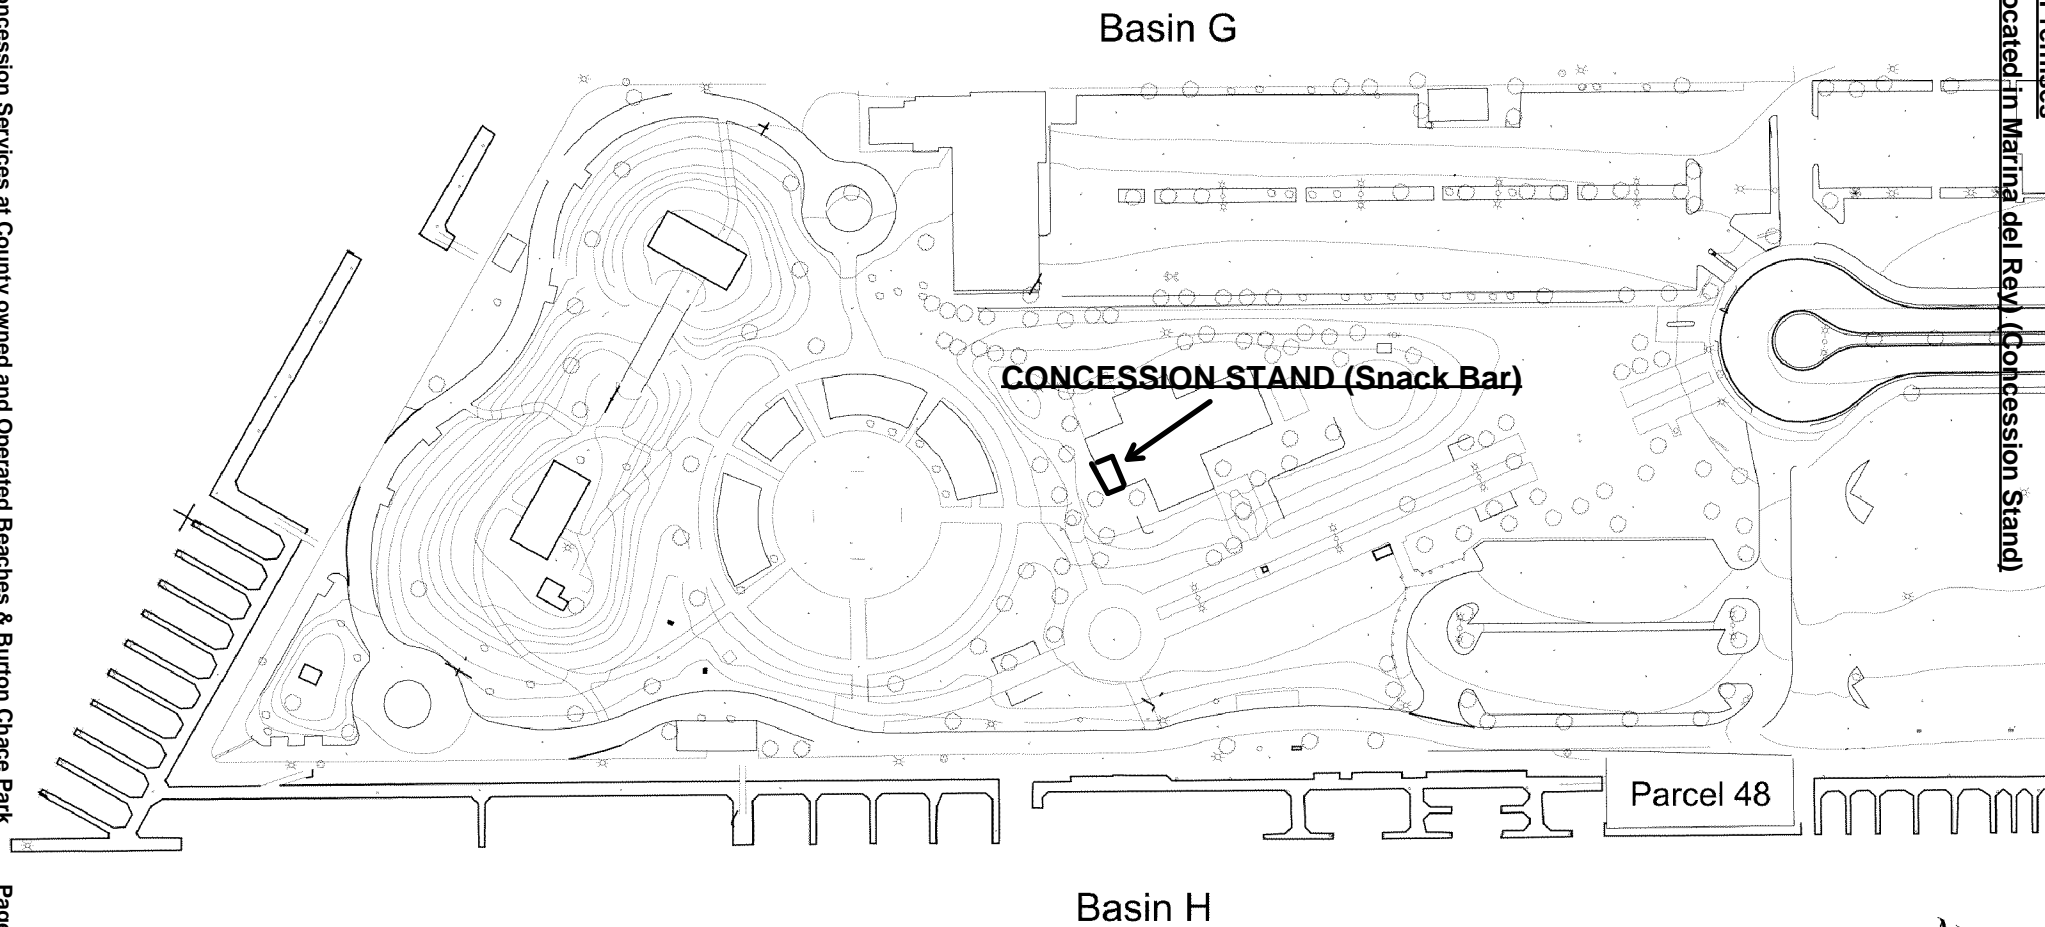 Basin G
CONCESSION STAND (Snack Bar)
Parcel 48
Basin H
ocated in Marina del Rey) (Concession Stand)
ncession Services at County owned and Operated Beaches & Burton Chace Park
Page